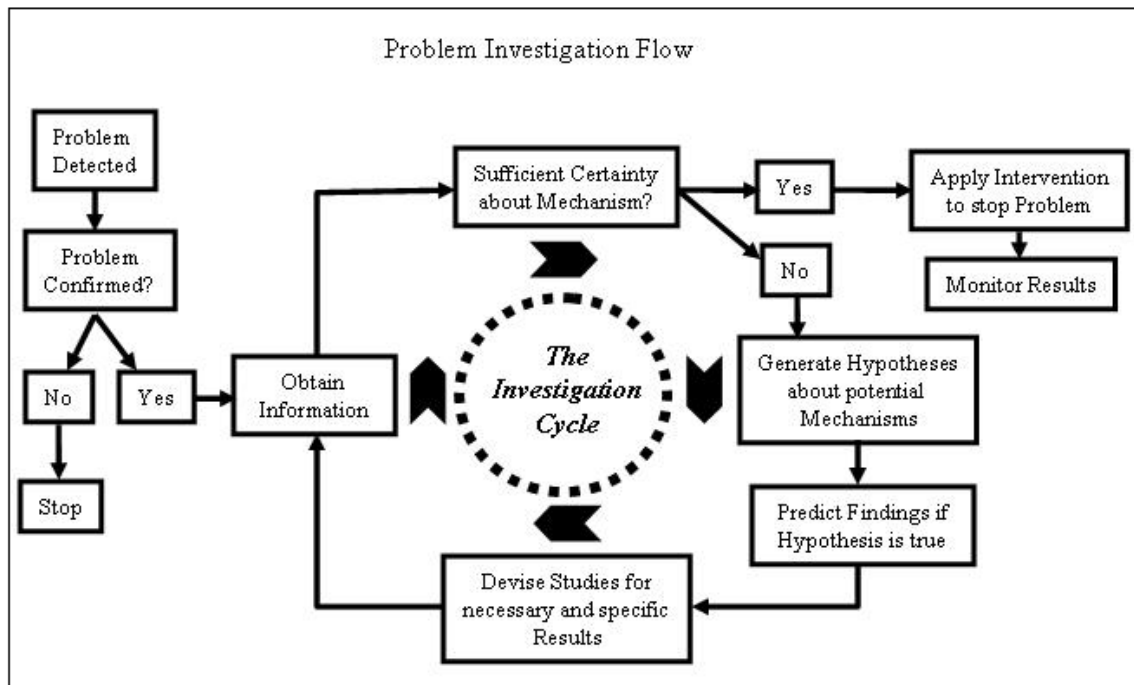 Problem Investigation Flow
Problem
Detected
Problem
Confirmed?
No
Yes
Stop
Obtain
Information
Sufficient Certainty
about Mechanism?
Yes
No
Apply Intervention
to stop Problem
Monitor Results
Generate Hypotheses
about potential
Mechanisms
Predict Findings if
Hypothesis is true
Devise Studies for
necessary and specific
Results
The
Investigation
Cycle